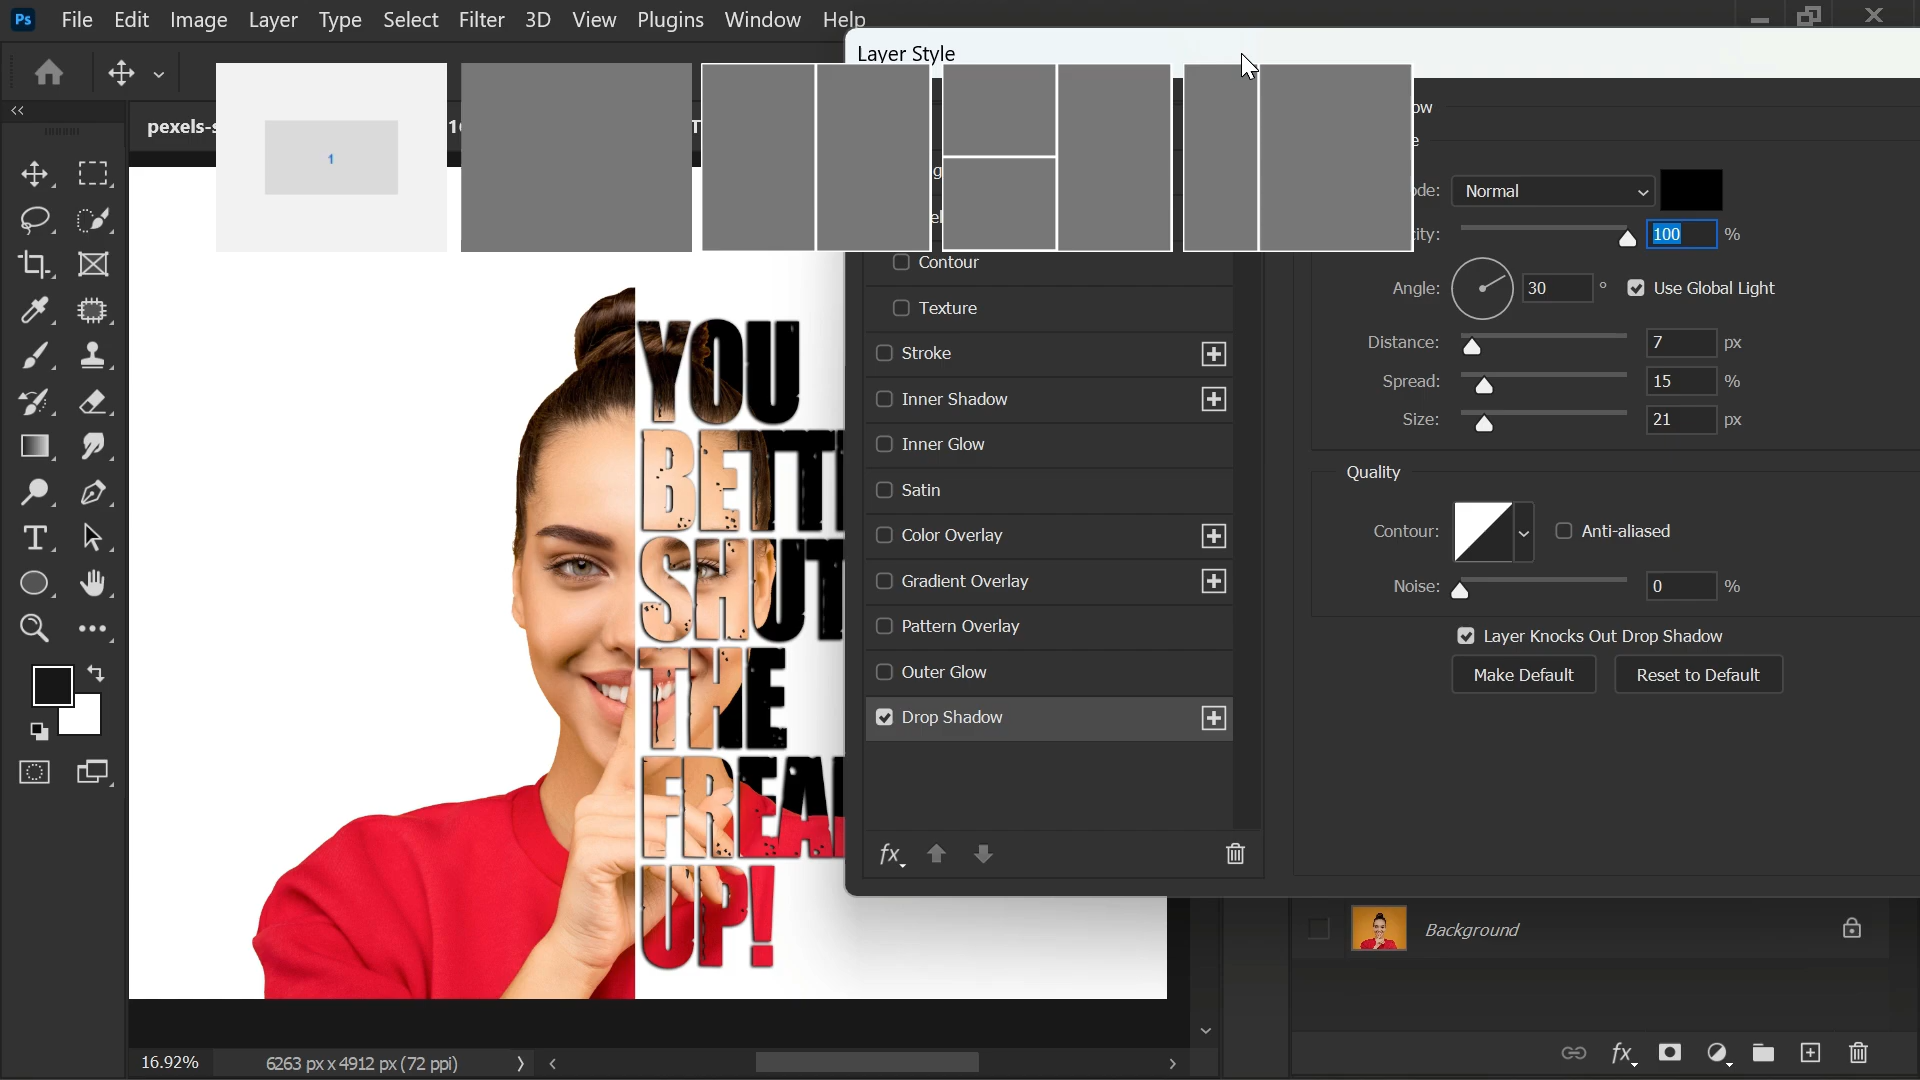 Ps File Edit Image Layer Type Select Filter 3D View Plugins Window Help
Layer Style
pexels-s
1
Normal
100 %
Angle: 30 ° Use Global Light
Distance: 7 px
Spread: 15 %
Size: 21 px
Quality
Contour: Anti-aliased
Noise: 0 %
Layer Knocks Out Drop Shadow
Make Default Reset to Default
Contour
Texture
Stroke
Inner Shadow
Inner Glow
Satin
Color Overlay
Gradient Overlay
Pattern Overlay
Outer Glow
Drop Shadow
fx
YOU
BETT
SHUT
THE
FREA
UP!
Background
16.92% 6263 px x 4912 px (72 ppi)
fx